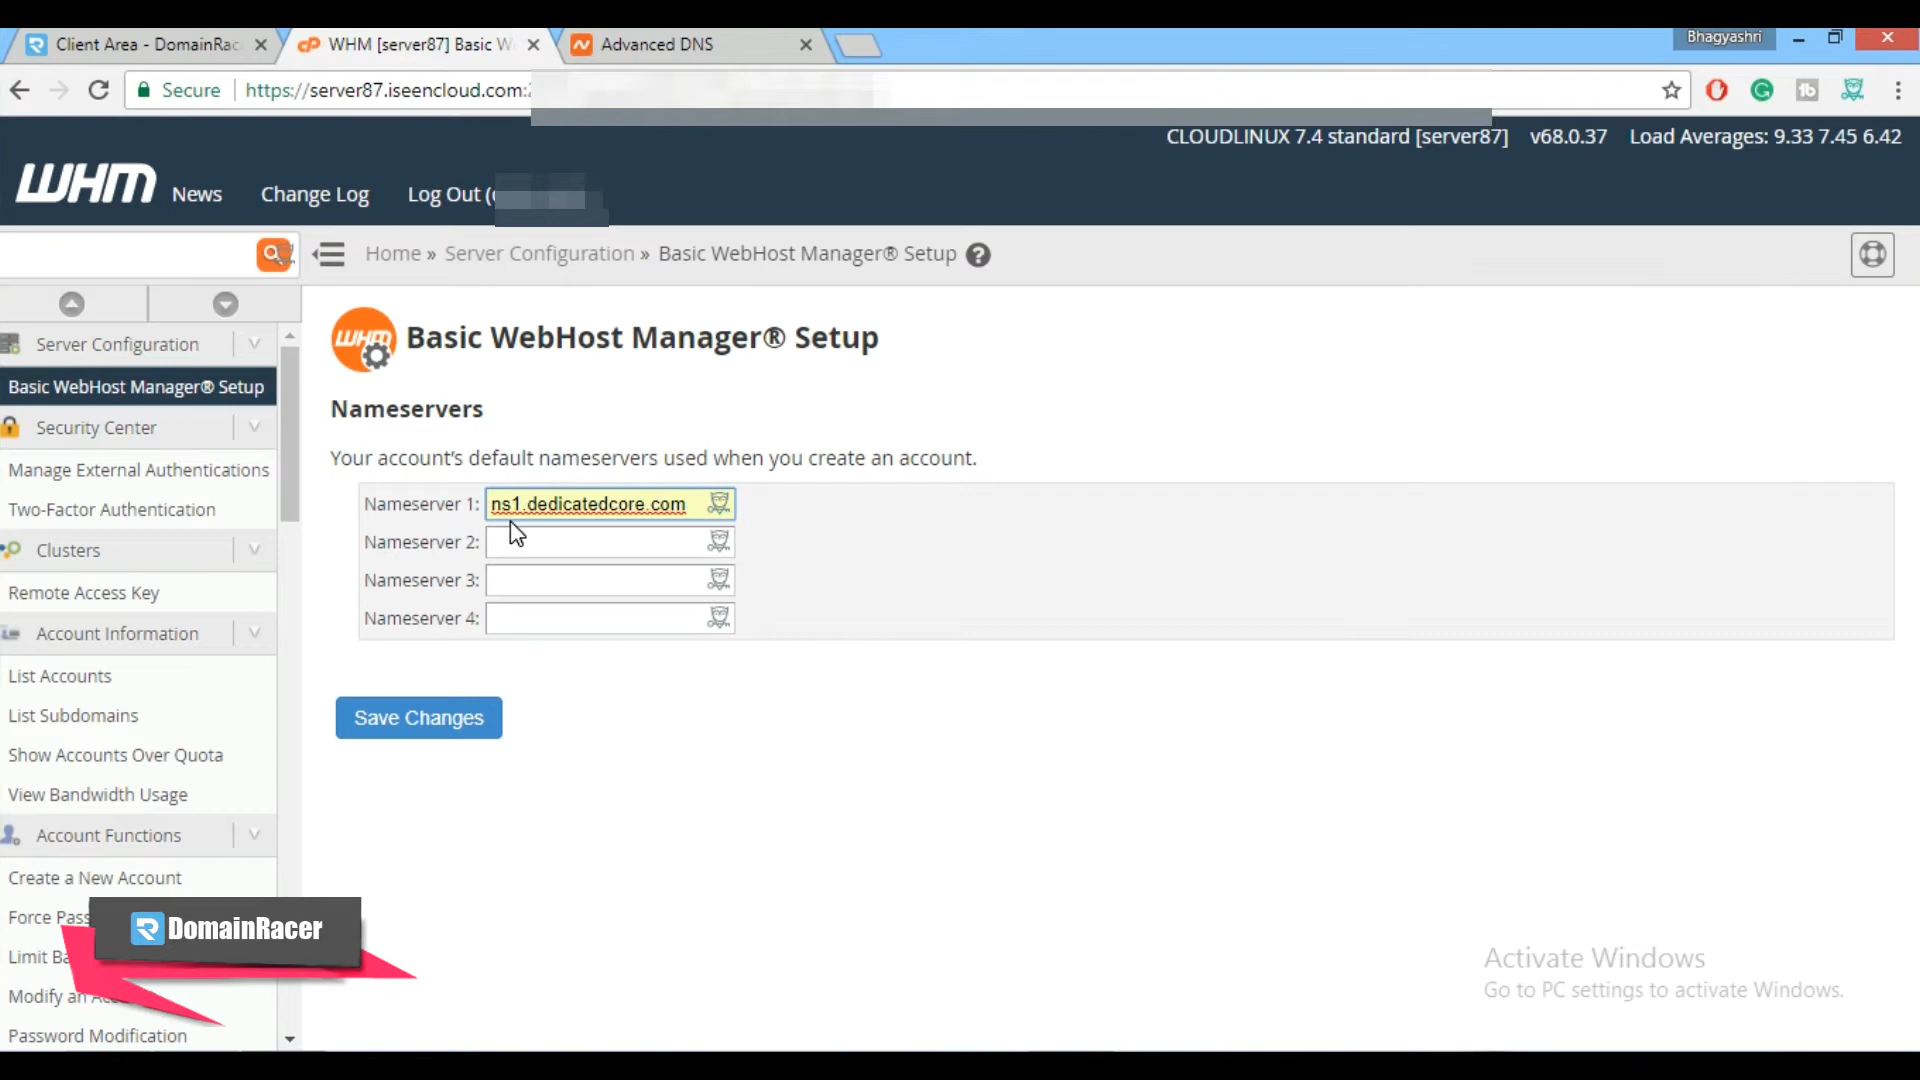 Client Area - DomainRac
WHM [server87] Basic W
Advanced DNS
Bhagyashri
Secure
https://server87.iseencloud.com:
CLOUDLINUX 7.4 standard [server87] v68.0.37 Load Averages: 9.33 7.45 6.42
WHM
News
Change Log
Log Out (
Home » Server Configuration » Basic WebHost Manager® Setup
Server Configuration
Basic WebHost Manager® Setup
Security Center
Manage External Authentications
Two-Factor Authentication
Clusters
Remote Access Key
Account Information
List Accounts
List Subdomains
Show Accounts Over Quota
View Bandwidth Usage
Account Functions
Create a New Account
Force Pass
Limit Ba
Modify an
Password Modification
WHM
Basic WebHost Manager® Setup
Nameservers
Your account's default nameservers used when you create an account.
Nameserver 1: ns1.dedicatedcore.com
Nameserver 2:
Nameserver 3:
Nameserver 4:
Save Changes
DomainRacer
Activate Windows
Go to PC settings to activate Windows.